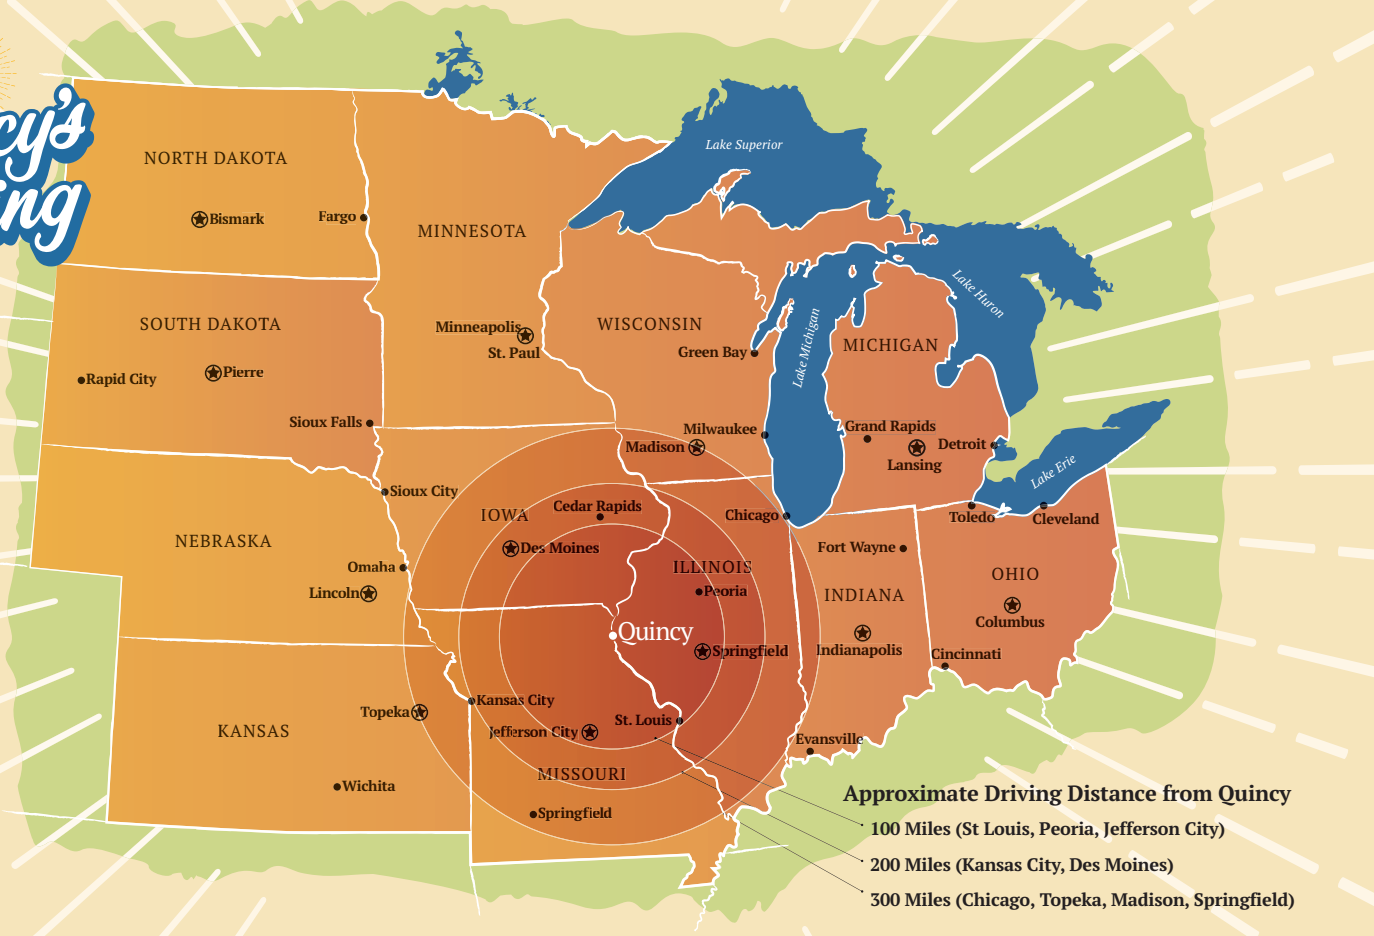 cy's
ng
Lake Superior
NORTH DAKOTA
Bismark
Fargo
MINNESOTA
Lake Huron
SOUTH DAKOTA
Minneapolis
St. Paul
WISCONSIN
Lake Michigan
MICHIGAN
Green Bay
Rapid City
Pierre
Sioux Falls
Milwaukee
Madison
Grand Rapids
Lansing
Detroit
Lake Erie
Sioux City
IOWA
Cedar Rapids
Chicago
Toledo
Cleveland
NEBRASKA
Des Moines
Fort Wayne
Omaha
Lincoln
ILLINOIS
Peoria
INDIANA
OHIO
Columbus
Quincy
Springfield
Indianapolis
Cincinnati
Kansas City
Topeka
St. Louis
Jefferson City
KANSAS
Evansville
MISSOURI
Wichita
Springfield
Approximate Driving Distance from Quincy
100 Miles (St Louis, Peoria, Jefferson City)
200 Miles (Kansas City, Des Moines)
300 Miles (Chicago, Topeka, Madison, Springfield)